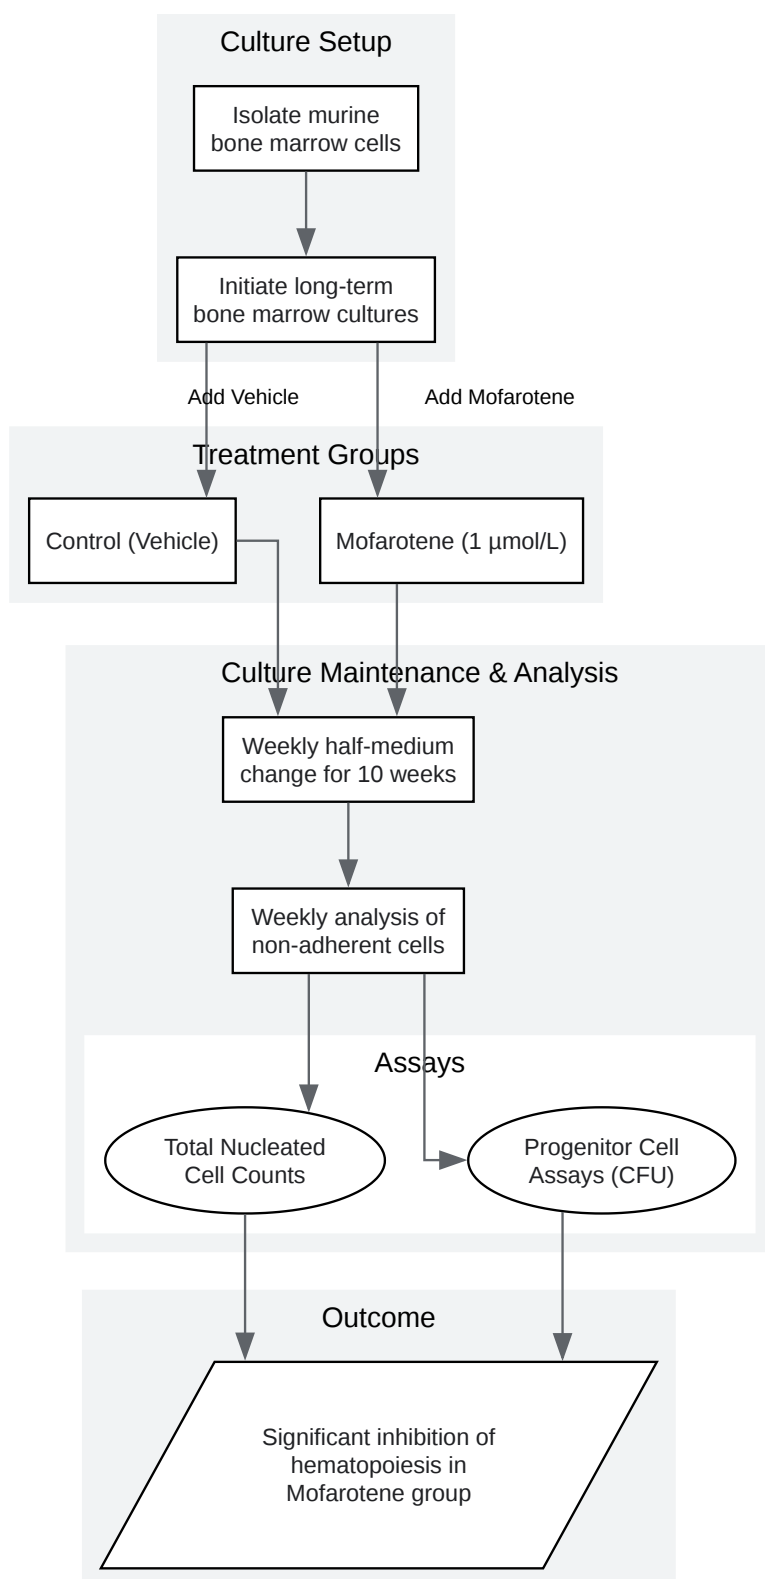 Culture Setup
Isolate murine
bone marrow cells
Initiate long-term
bone marrow cultures
Add Vehicle
Add Mofarotene
Treatment Groups
Control (Vehicle)
Mofarotene (1 µmol/L)
Culture Maintenance & Analysis
Weekly half-medium
change for 10 weeks
Weekly analysis of
non-adherent cells
Assays
Total Nucleated
Cell Counts
Progenitor Cell
Assays (CFU)
Outcome
Significant inhibition of
hematopoiesis in
Mofarotene group